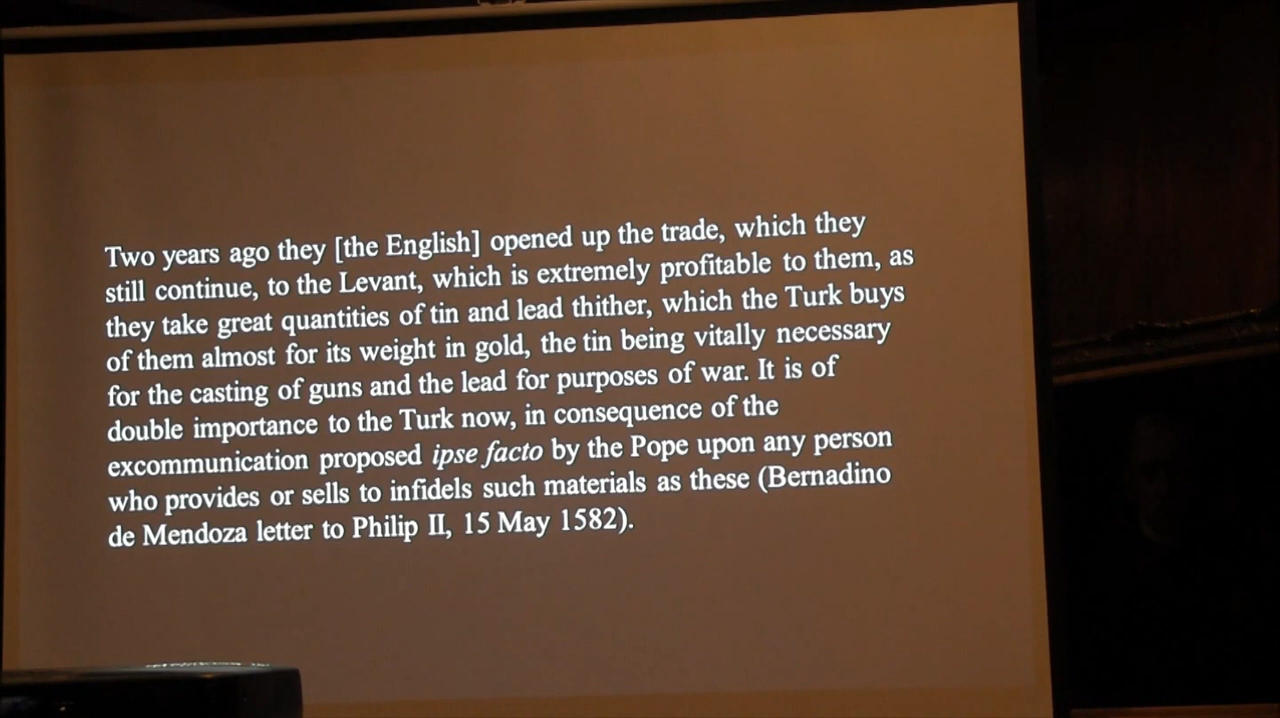 Two years ago they [the English] opened up the trade, which they
still continue, to the Levant, which is extremely profitable to them, as
they take great quantities of tin and lead thither, which the Turk buys
of them almost for its weight in gold, the tin being vitally necessary
for the casting of guns and the lead for purposes of war. It is of
double importance to the Turk now, in consequence of the
excommunication proposed ipse facto by the Pope upon any person
who provides or sells to infidels such materials as these (Bernadino
de Mendoza letter to Philip II, 15 May 1582).